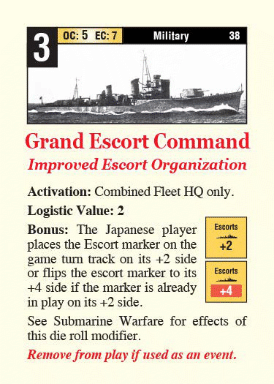 3
OC: 5 EC: 7 Military 38
Grand Escort Command
Improved Escort Organization
Activation: Combined Fleet HQ only.
Logistic Value: 2
Bonus: The Japanese player
places the Escort marker on the
game turn track on its +2 side
or flips the escort marker to its
+4 side if the marker is already
in play on its +2 side.
Escorts
+2
Escorts
+4
See Submarine Warfare for effects of
this die roll modifier.
Remove from play if used as an event.